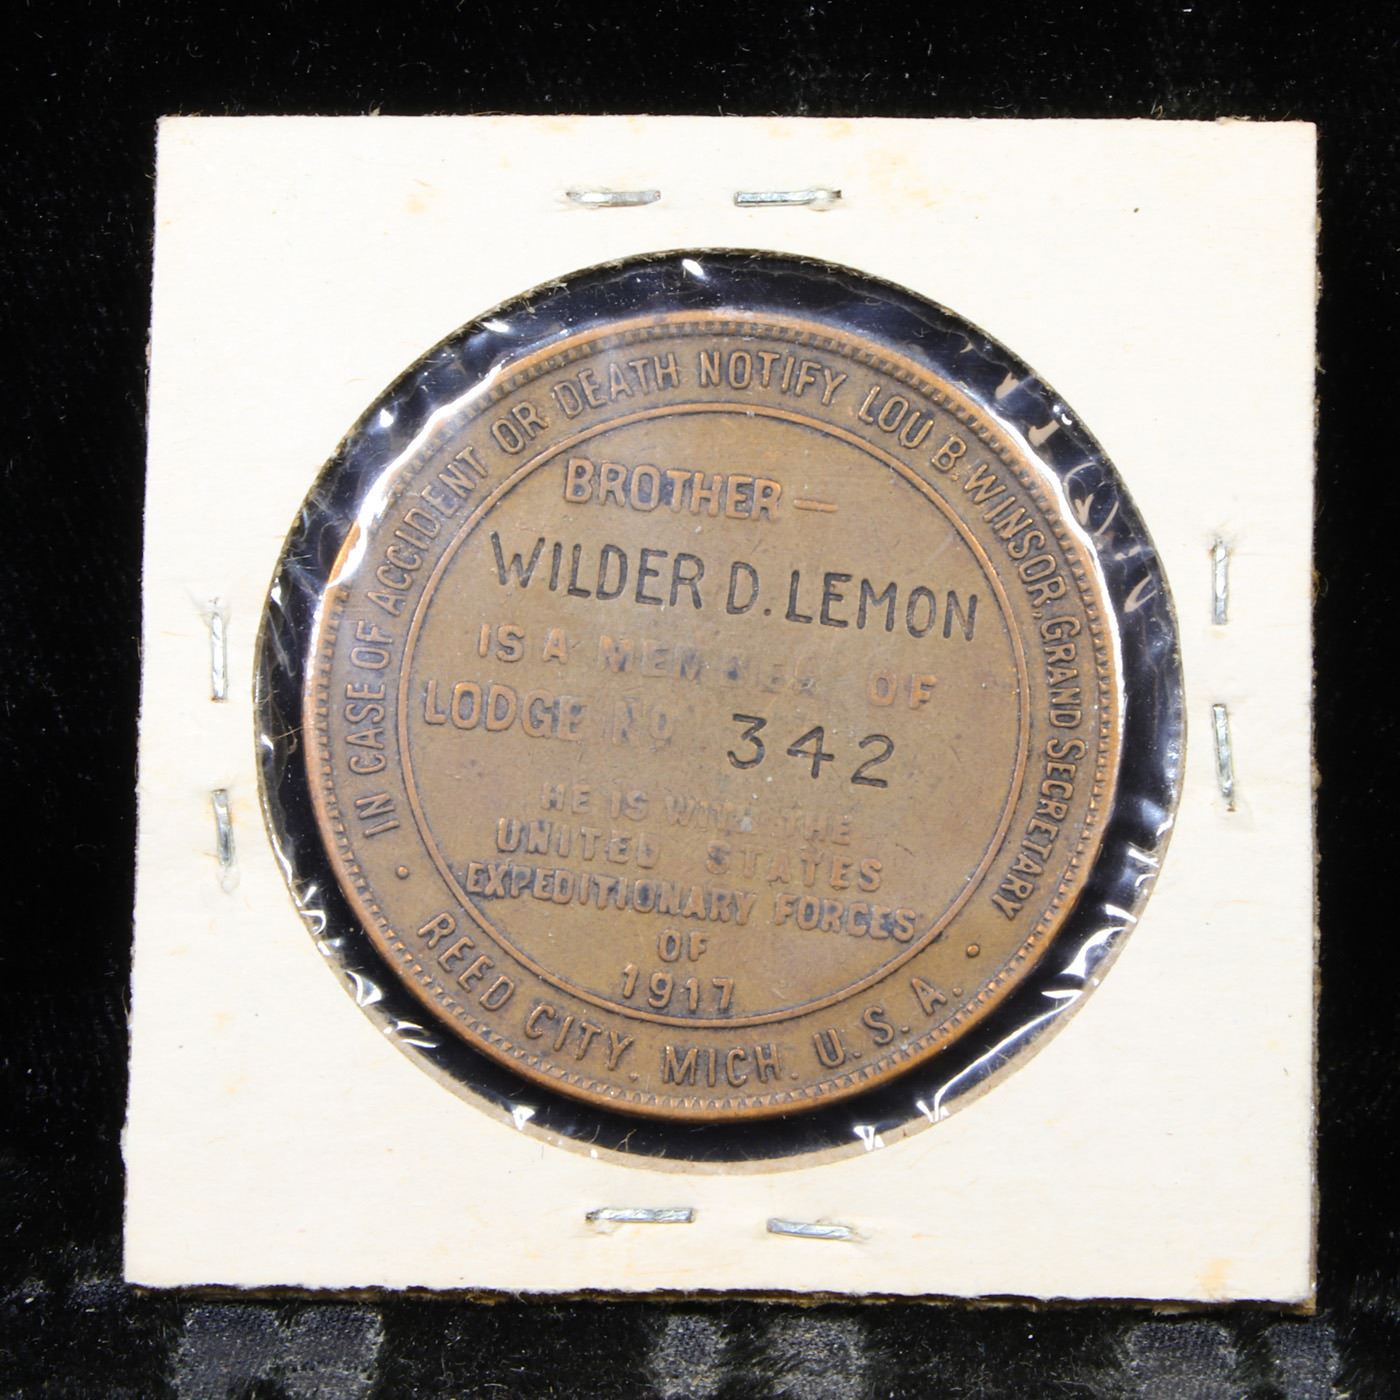 IN CASE OF ACCIDENT OR DEATH NOTIFY LOU B. WINSOR, GRAND SECRETARY
· REED CITY, MICH. U.S.A. ·
BROTHER —
WILDER D. LEMON
IS A MEMBER OF
LODGE NO 342
HE IS WITH THE
UNITED STATES
EXPEDITIONARY FORCES
OF
1917